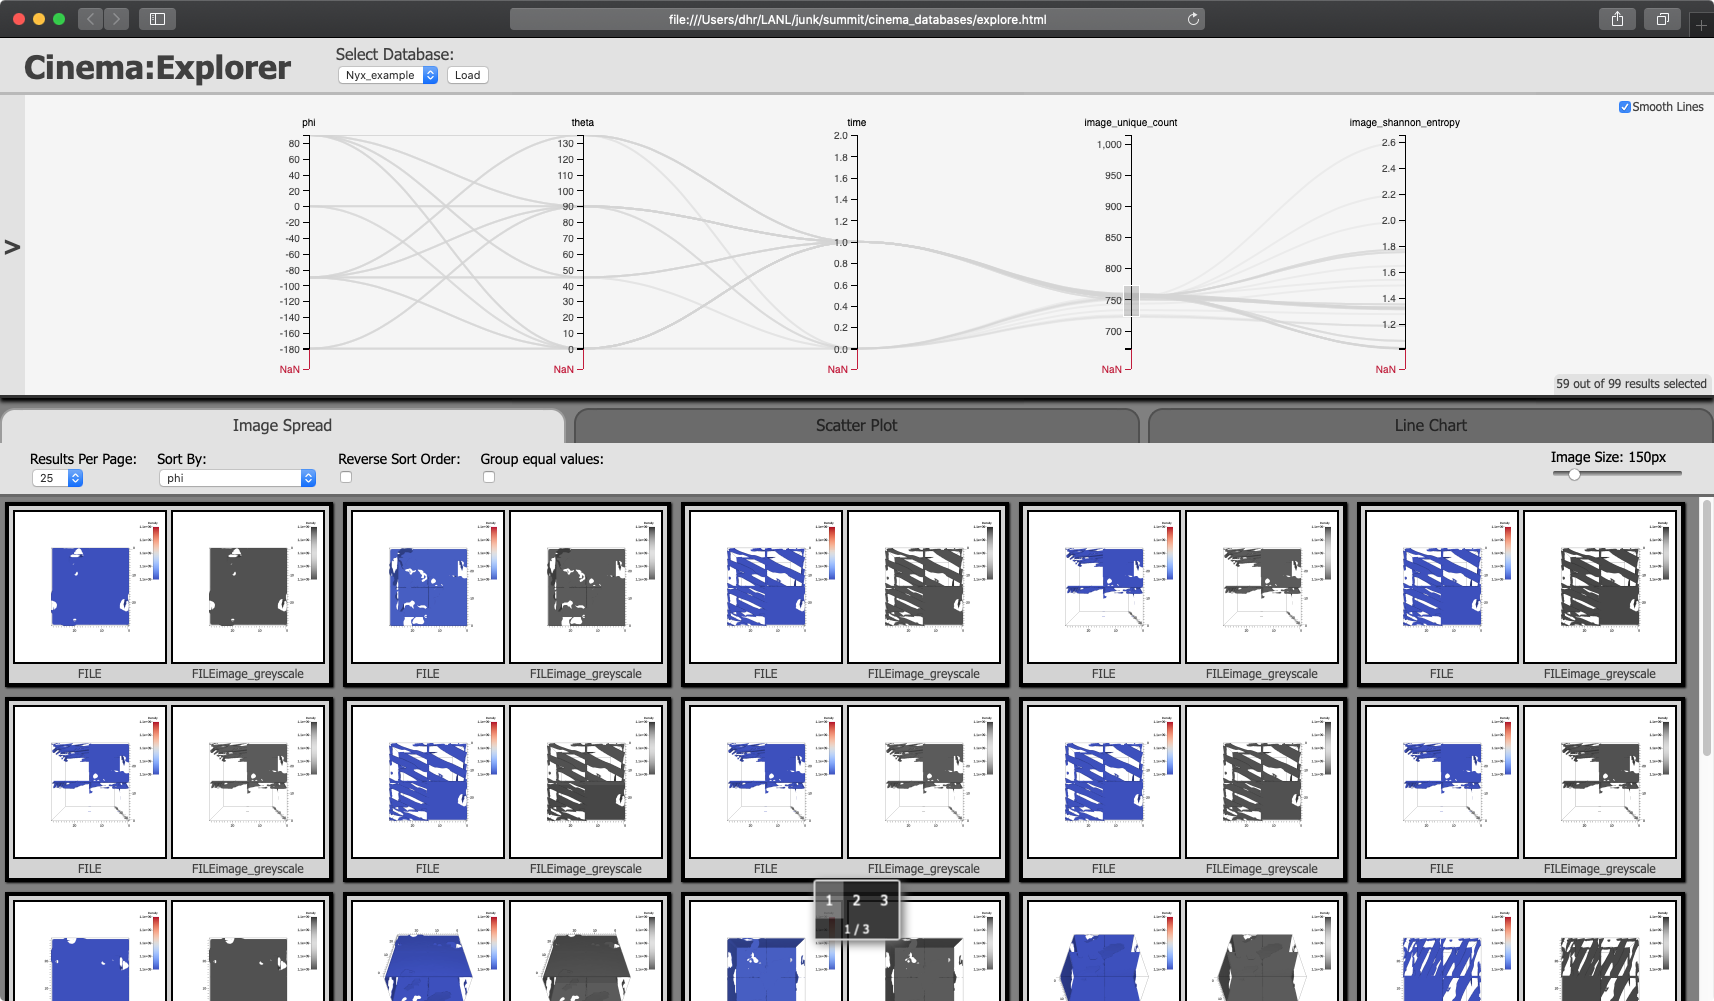 file:///Users/dhr/LANL/junk/summit/cinema_databases/explore.html
Cinema:Explorer
Select Database:
Nyx_example
Load
>
Smooth Lines
phi
theta
time
image_unique_count
image_shannon_entropy
80
60
40
20
0
-20
-40
-60
-80
-100
-120
-140
-160
-180
NaN
130
120
110
100
90
80
70
60
50
40
30
20
10
0
NaN
2.0
1.8
1.6
1.4
1.2
1.0
0.8
0.6
0.4
0.2
0.0
NaN
1,000
950
900
850
800
750
700
NaN
2.6
2.4
2.2
2.0
1.8
1.6
1.4
1.2
NaN
59 out of 99 results selected
Image Spread
Scatter Plot
Line Chart
Results Per Page:
25
Sort By:
phi
Reverse Sort Order:
Group equal values:
Image Size: 150px
FILE FILEimage_greyscale FILE FILEimage_greyscale FILE FILEimage_greyscale FILE FILEimage_greyscale FILE FILEimage_greyscale
FILE FILEimage_greyscale FILE FILEimage_greyscale FILE FILEimage_greyscale FILE FILEimage_greyscale FILE FILEimage_greyscale
1 2 3
1 / 3